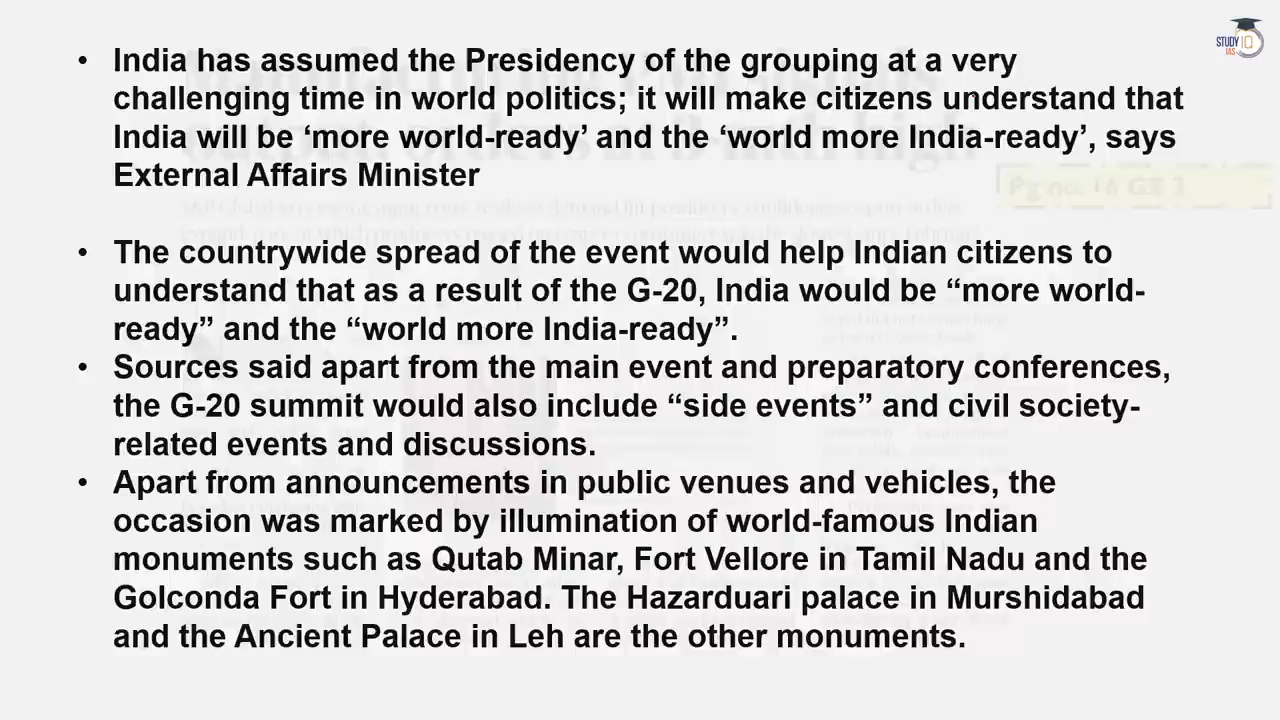 STUDY IQ
IAS
• India has assumed the Presidency of the grouping at a very
challenging time in world politics; it will make citizens understand that
India will be ‘more world-ready’ and the ‘world more India-ready’, says
External Affairs Minister
Pg no. 16 GS 3
• The countrywide spread of the event would help Indian citizens to
understand that as a result of the G-20, India would be “more world-
ready” and the “world more India-ready”.
• Sources said apart from the main event and preparatory conferences,
the G-20 summit would also include “side events” and civil society-
related events and discussions.
• Apart from announcements in public venues and vehicles, the
occasion was marked by illumination of world-famous Indian
monuments such as Qutab Minar, Fort Vellore in Tamil Nadu and the
Golconda Fort in Hyderabad. The Hazarduari palace in Murshidabad
and the Ancient Palace in Leh are the other monuments.